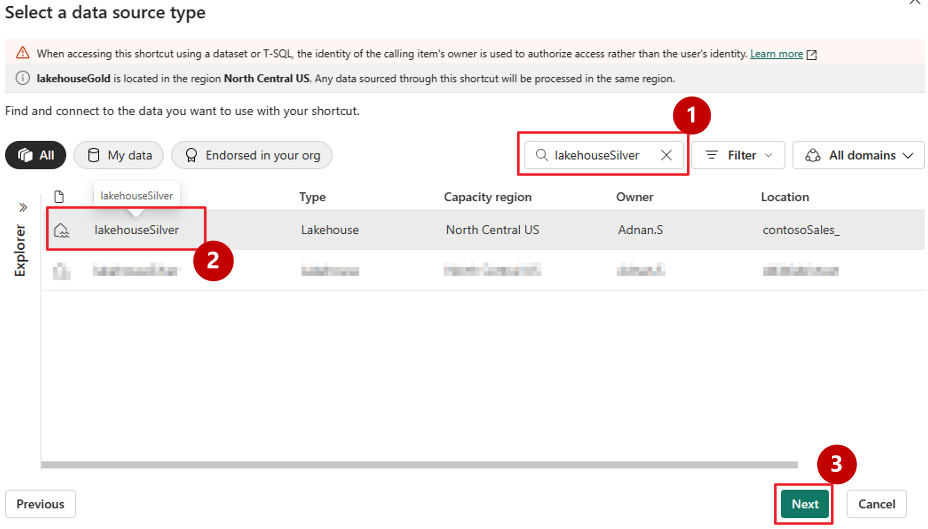 Select a data source type
When accessing this shortcut using a dataset or T-SQL, the identity of the calling item's owner is used to authorize access rather than the user's identity. Learn more
lakehouseGold is located in the region North Central US. Any data sourced through this shortcut will be processed in the same region.
Find and connect to the data you want to use with your shortcut.
1
All My data Endorsed in your org lakehouseSilver Filter All domains
lakehouseSilver
Type Capacity region Owner Location
lakehouseSilver Lakehouse North Central US Adnan.S contosoSales_
2
Explorer
3
Previous Next Cancel